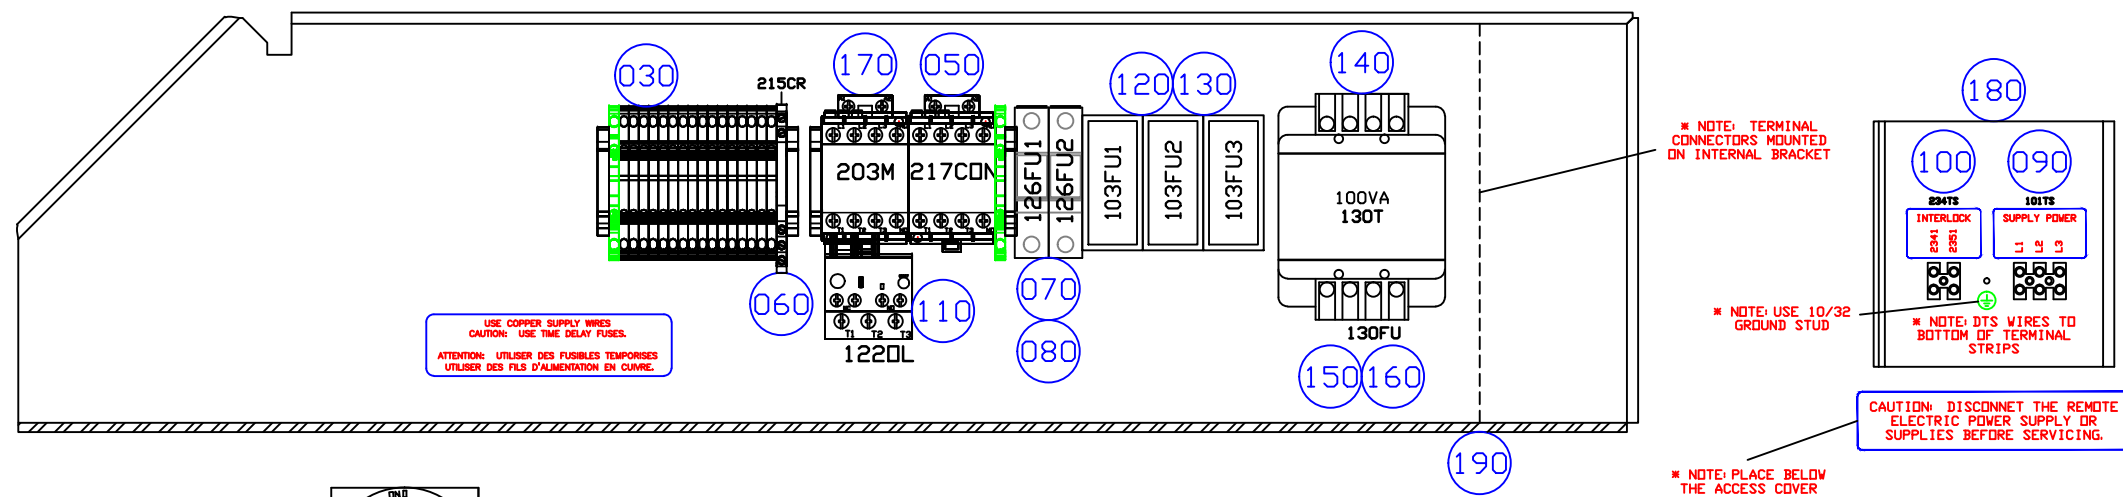 030
215CR
170
050
120
130
140
180
100
090
* NOTE: TERMINAL
CONNECTORS MOUNTED
ON INTERNAL BRACKET
203M
217CON
126FU1
126FU2
103FU1
103FU2
103FU3
100VA
130T
234TS
101TS
INTERLOCK
2341
2351
SUPPLY POWER
L1
L2
L3
060
110
070
080
T1 T2 T3
122OL
130FU
150
160
190
USE COPPER SUPPLY WIRES
CAUTION: USE TIME DELAY FUSES.
ATTENTION: UTILISER DES FUSIBLES TEMPORISES
UTILISER DES FILS D'ALIMENTATION EN CUIVRE.
* NOTE: USE 10/32
GROUND STUD
* NOTE: DTS WIRES TO
BOTTOM OF TERMINAL
STRIPS
CAUTION: DISCONNET THE REMOTE
ELECTRIC POWER SUPPLY OR
SUPPLIES BEFORE SERVICING.
* NOTE: PLACE BELOW
THE ACCESS COVER